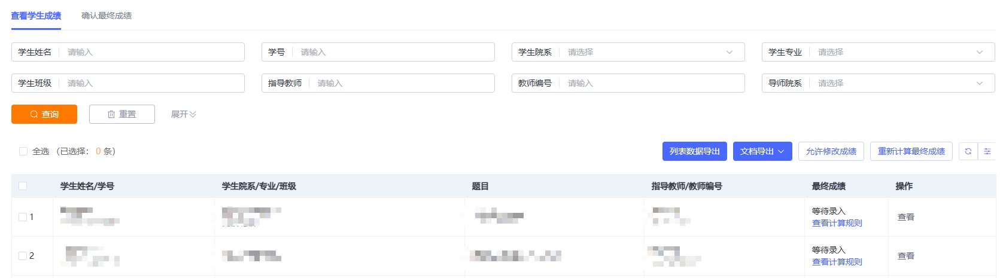 查看学生成绩 确认最终成绩
学生姓名 请输入 学号 请输入 学生院系 请选择 学生专业 请选择
学生班级 请输入 指导教师 请输入 教师编号 请输入 导师院系 请选择
查询 重置 展开
全选 (已选择: 0 条) 列表数据导出 文档导出 允许修改成绩 重新计算最终成绩
学生姓名/学号 学生院系/专业/班级 题目 指导教师/教师编号 最终成绩 操作
1 等待录入 查看
查看计算规则
2 等待录入 查看
查看计算规则